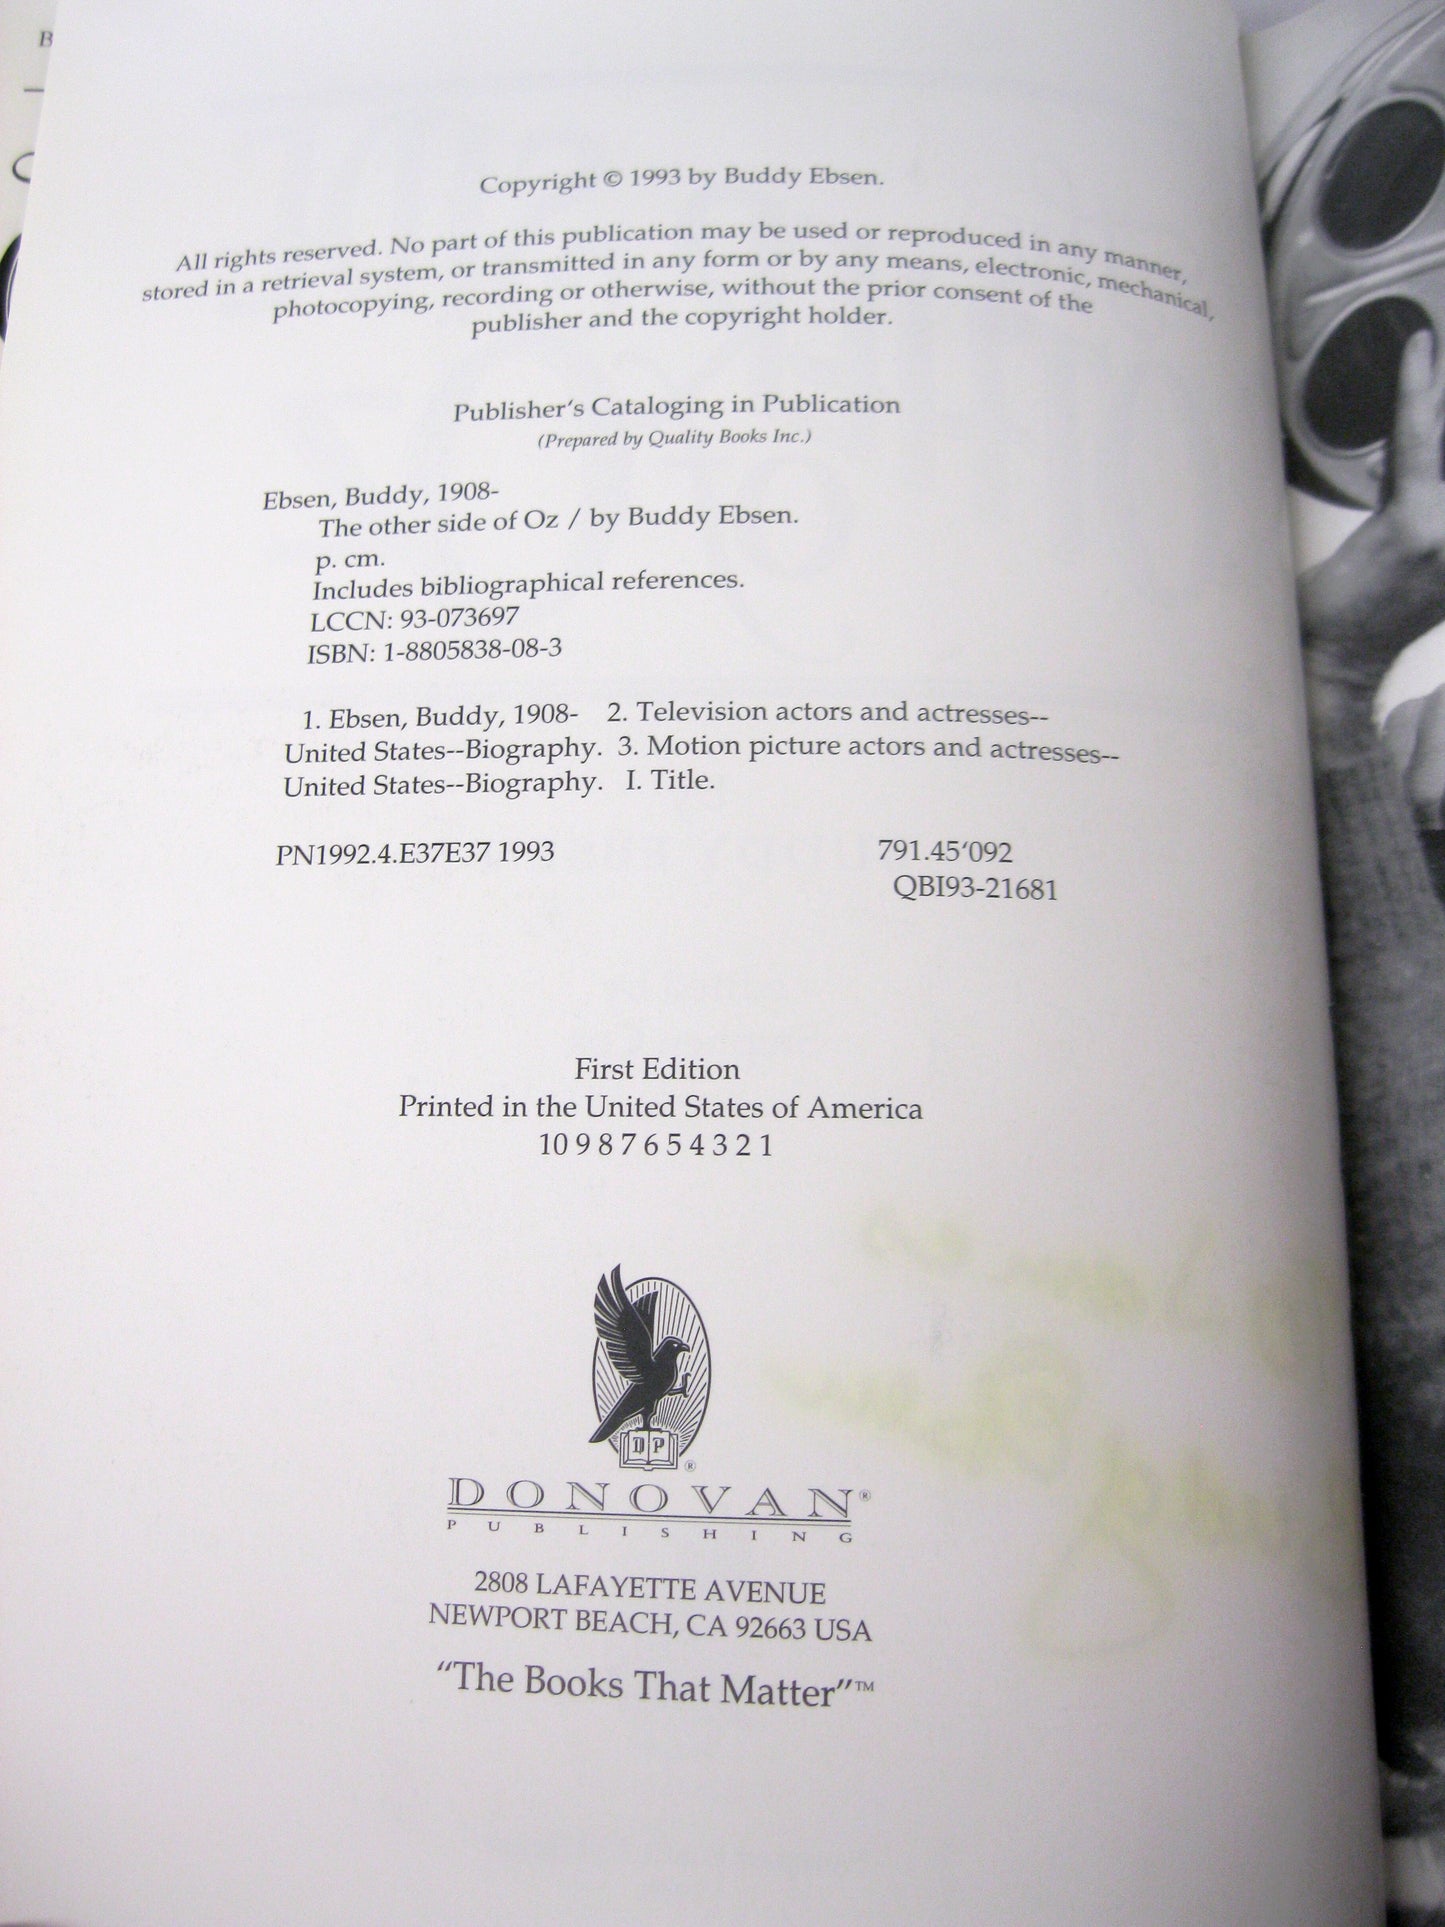 Copyright © 1993 by Buddy Ebsen.
All rights reserved. No part of this publication may be used or reproduced in any manner,
stored in a retrieval system, or transmitted in any form or by any means, electronic, mechanical,
photocopying, recording or otherwise, without the prior consent of the
publisher and the copyright holder.
Publisher's Cataloging in Publication
(Prepared by Quality Books Inc.)
Ebsen, Buddy, 1908-
The other side of Oz / by Buddy Ebsen.
p. cm.
Includes bibliographical references.
LCCN: 93-073697
ISBN: 1-8805838-08-3
1. Ebsen, Buddy, 1908- 2. Television actors and actresses--
United States--Biography. 3. Motion picture actors and actresses--
United States--Biography. I. Title.
PN1992.4.E37E37 1993 791.45‘092
QBI93-21681
First Edition
Printed in the United States of America
10 9 8 7 6 5 4 3 2 1
DP ®
DONOVAN®
PUBLISHING
2808 LAFAYETTE AVENUE
NEWPORT BEACH, CA 92663 USA
"The Books That Matter"™